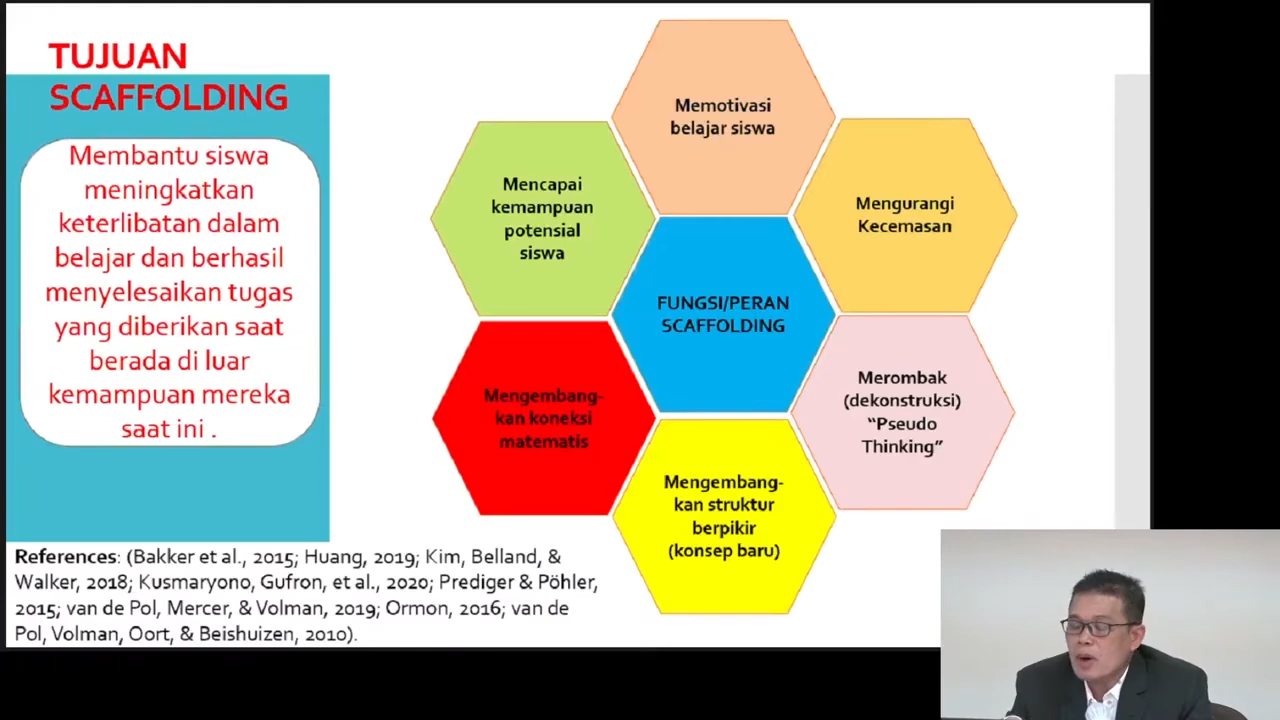 TUJUAN
SCAFFOLDING
Membantu siswa
meningkatkan
keterlibatan dalam
belajar dan berhasil
menyelesaikan tugas
yang diberikan saat
berada di luar
kemampuan mereka
saat ini .
Memotivasi
belajar siswa
Mencapai
kemampuan
potensial
siswa
Mengurangi
Kecemasan
FUNGSI/PERAN
SCAFFOLDING
Mengembang-
kan koneksi
matematis
Merombak
(dekonstruksi)
“Pseudo
Thinking”
Mengembang-
kan struktur
berpikir
(konsep baru)
References: (Bakker et al., 2015; Huang, 2019; Kim, Belland, &
Walker, 2018; Kusmaryono, Gufron, et al., 2020; Prediger & Pöhler,
2015; van de Pol, Mercer, & Volman, 2019; Ormon, 2016; van de
Pol, Volman, Oort, & Beishuizen, 2010).